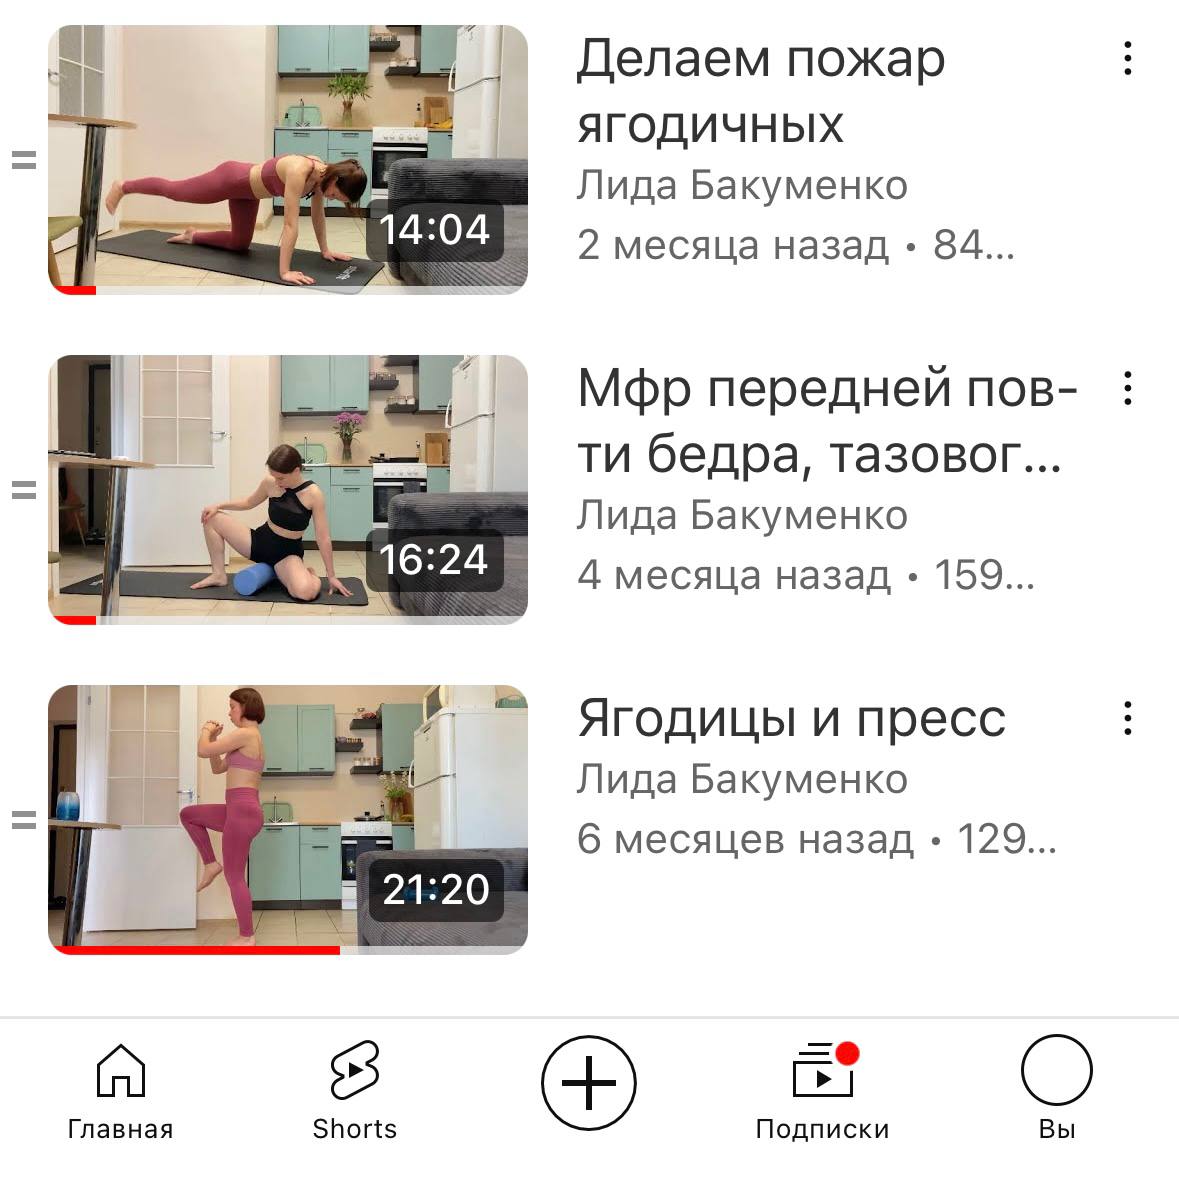 Делаем пожар
ягодичных
Лида Бакуменко
2 месяца назад • 84...
14:04
Мфр передней пов-
ти бедра, тазовог...
Лида Бакуменко
4 месяца назад • 159...
16:24
Ягодицы и пресс
Лида Бакуменко
6 месяцев назад • 129...
21:20
Главная
Shorts
Подписки
Вы